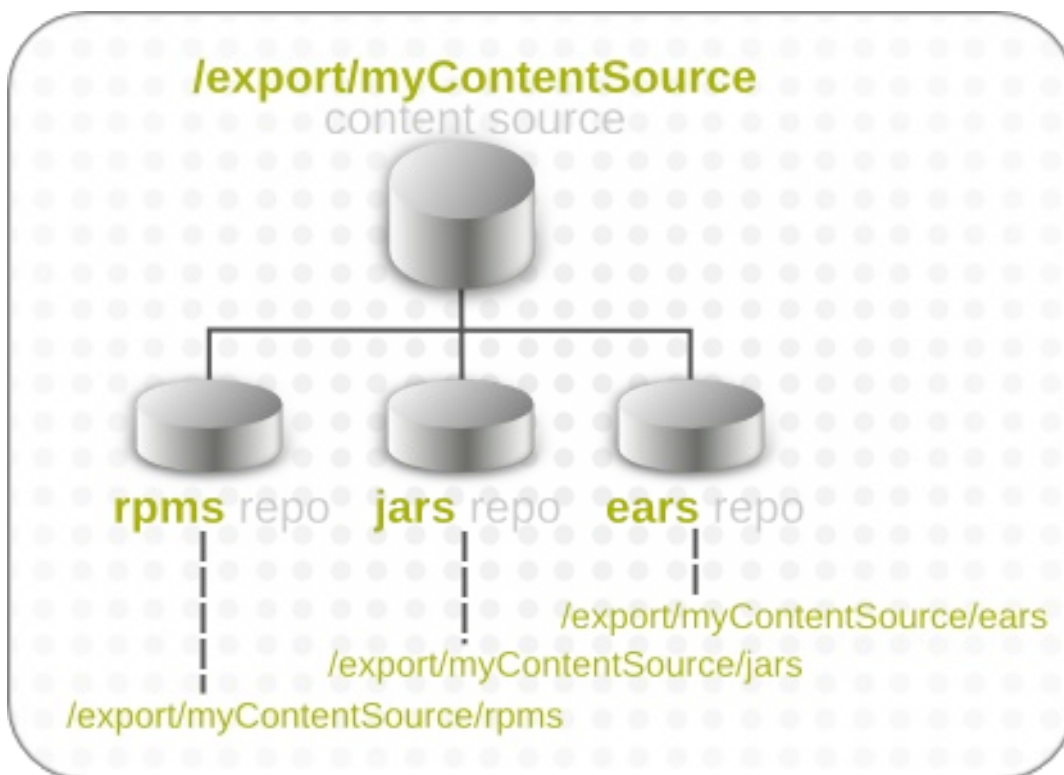 /export/myContentSource
content source
rpms repo
jars repo
ears repo
/export/myContentSource/ears
/export/myContentSource/jars
/export/myContentSource/rpms